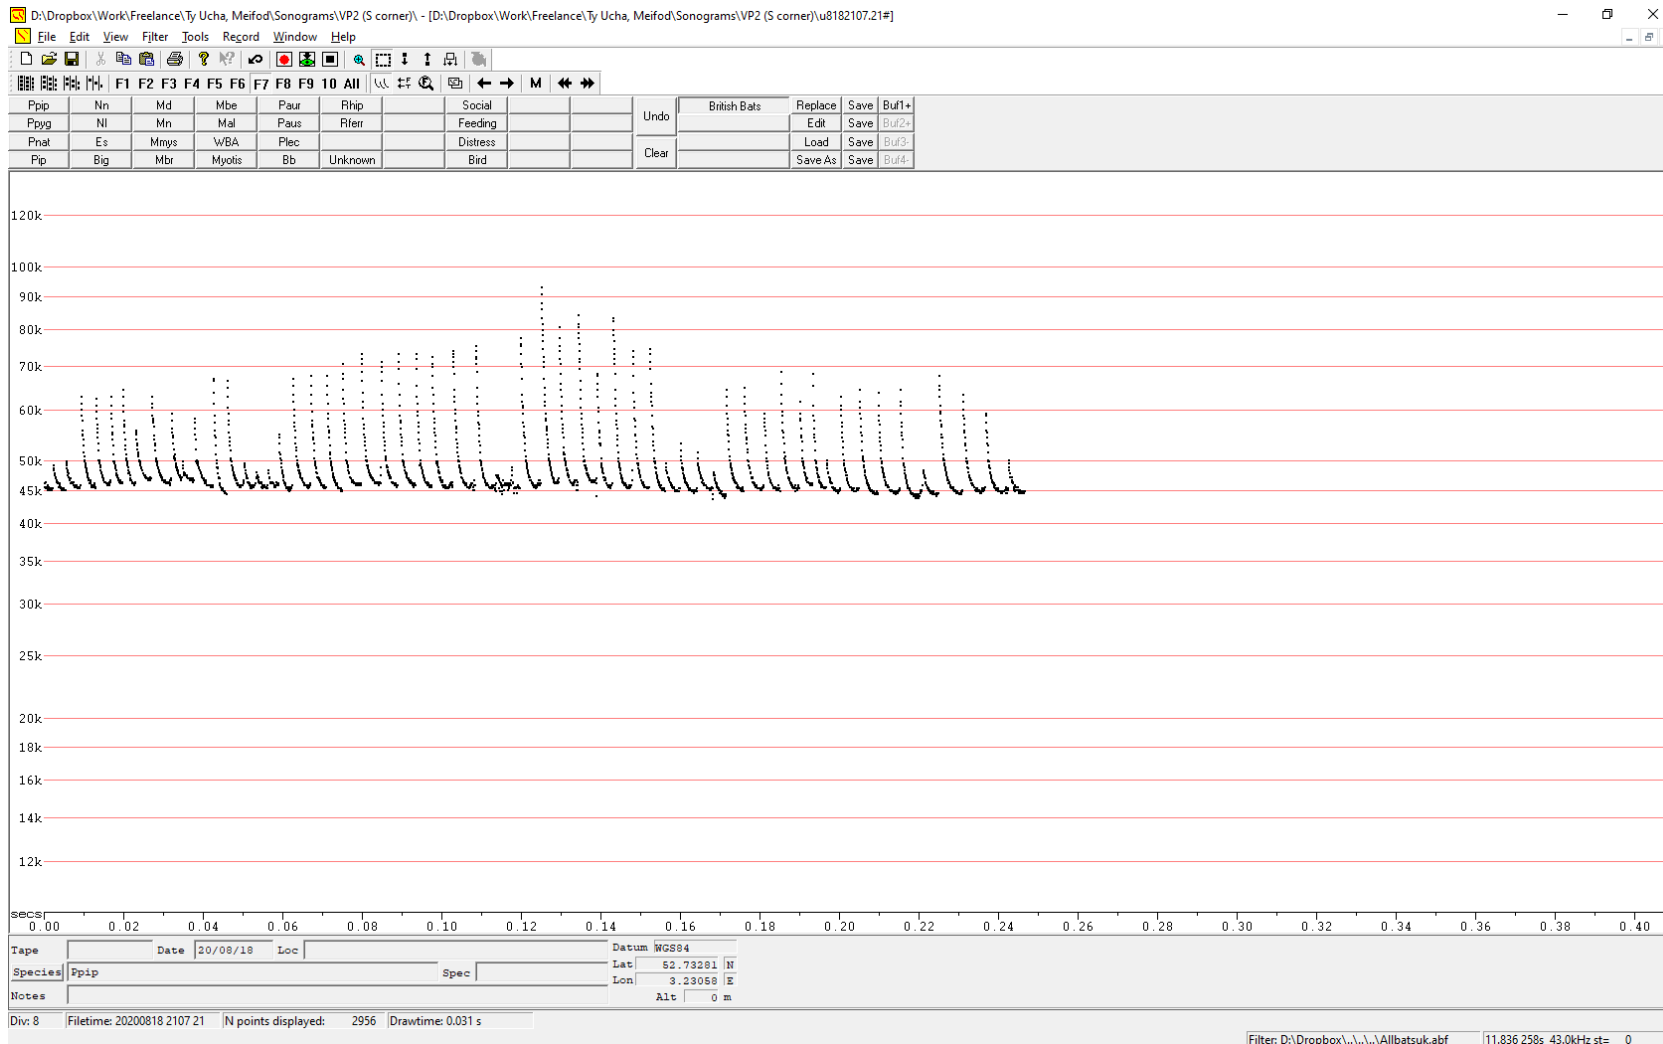 D:\Dropbox\Work\Freelance\Ty Ucha, Meifod\Sonograms\VP2 (S corner)\ - [D:\Dropbox\Work\Freelance\Ty Ucha, Meifod\Sonograms\VP2 (S corner)\u8182107.21#]
File Edit View Filter Tools Record Window Help
F1 F2 F3 F4 F5 F6 F7 F8 F9 10 All M
Ppip Nn Md Mbe Paur Rhip Social British Bats Replace Save Buf1+
Ppyg Nl Mn Mal Paus Rferr Feeding Undo Edit Save Buf2+
Pnat Es Mmys WBA Plec Distress Load Save Buf3-
Pip Big Mbr Myotis Bb Unknown Bird Clear Save As Save Buf4-
120k
100k
90k
80k
70k
60k
50k
45k
40k
35k
30k
25k
20k
18k
16k
14k
12k
secs
0.00 0.02 0.04 0.06 0.08 0.10 0.12 0.14 0.16 0.18 0.20 0.22 0.24 0.26 0.28 0.30 0.32 0.34 0.36 0.38 0.40
Tape Date 20/08/18 Loc Datum WGS84
Lat 52.73281 N
Species Ppip Spec
Lon 3.23058 E
Notes Alt 0 m
Div: 8 Filetime: 20200818 2107 21 N points displayed: 2956 Drawtime: 0.031 s
Filter: D:\Dropbox\..\..\..\Allbatsuk.abf 11.836 258s 43.0kHz st= 0